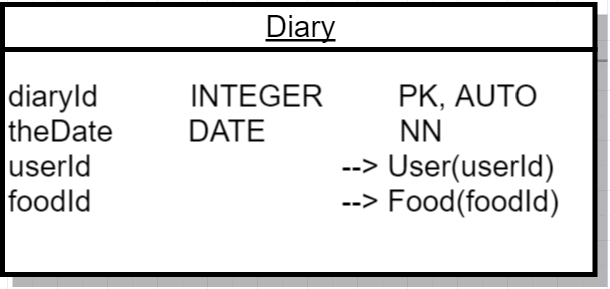 Diary
diaryId INTEGER PK, AUTO
theDate DATE NN
userId --> User(userId)
foodId --> Food(foodId)